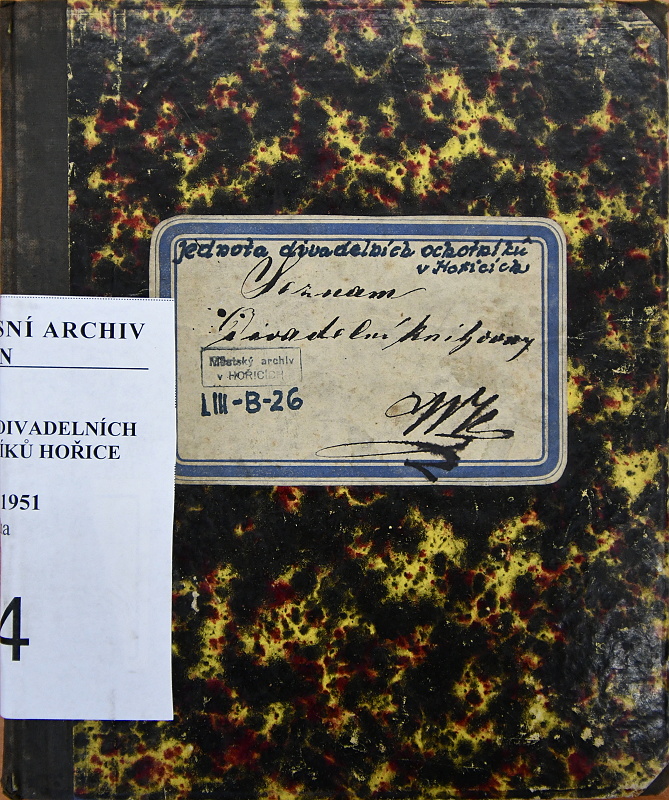 jednota divadelních ochotníků
v Hořicích
Seznam
Divadelní knihovny
Městský archiv
v HOŘICÍCH
LIII-B-26
SNÍ ARCHIV
N
DIVADELNÍCH
ÍKŮ HOŘICE
1951
a
4